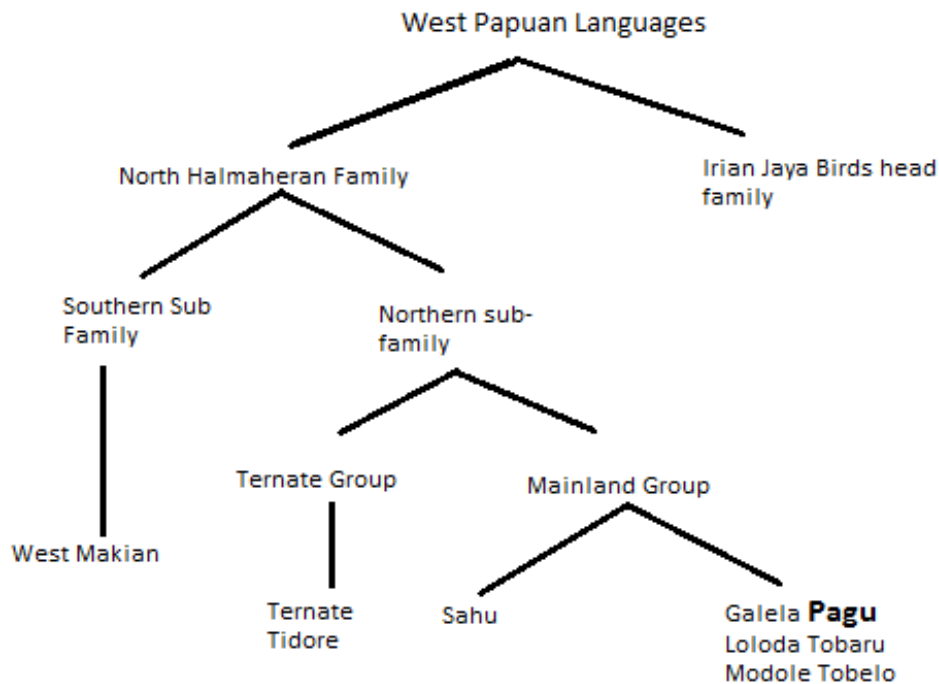 West Papuan Languages
North Halmaheran Family
Irian Jaya Birds head
family
Southern Sub
Family
Northern sub-
family
Ternate Group
Mainland Group
West Makian
Ternate
Tidore
Sahu
Galela Pagu
Loloda Tobaru
Modole Tobelo